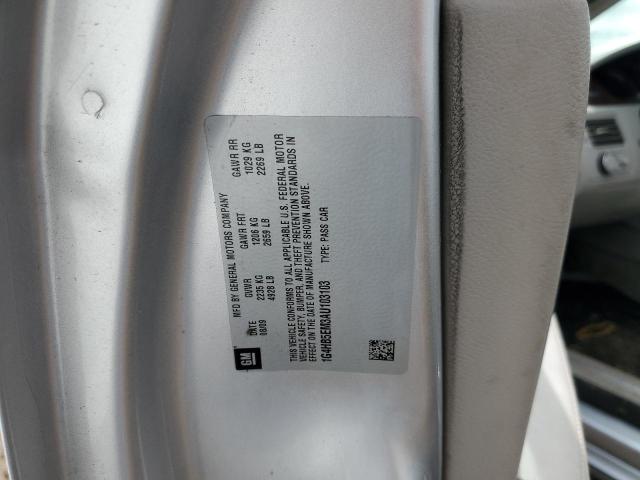 MFD BY GENERAL MOTORS COMPANY
DATE GVWR GAWR FRT GAWR RR
08/09 2235 KG 1206 KG 1029 KG
4928 LB 2659 LB 2269 LB
GM
THIS VEHICLE CONFORMS TO ALL APPLICABLE U.S. FEDERAL MOTOR
VEHICLE SAFETY, BUMPER, AND THEFT PREVENTION STANDARDS IN
EFFECT ON THE DATE OF MANUFACTURE SHOWN ABOVE.
1G4HB5EM3AU103103 TYPE: PASS CAR